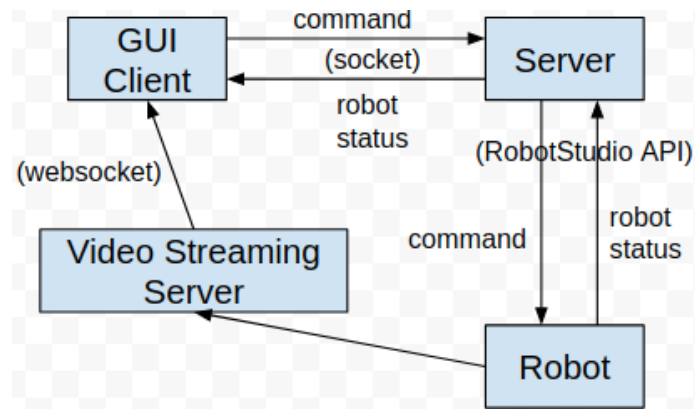 command
GUI
Client
(socket)
Server
robot
status
(RobotStudio API)
(websocket)
command
robot
status
Video Streaming
Server
Robot